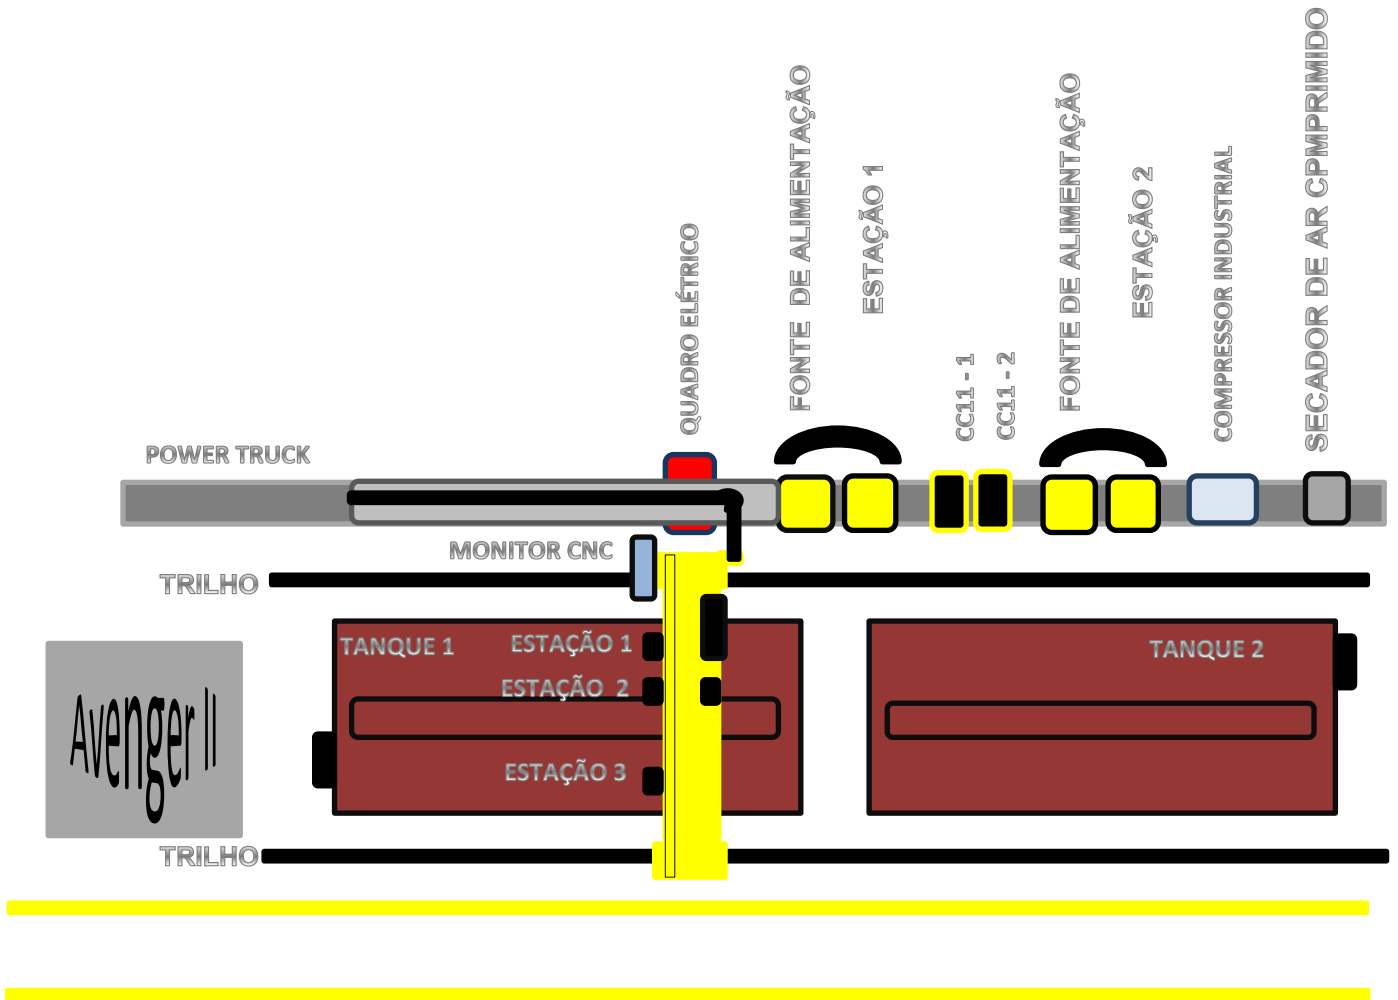 FONTE DE ALIMENTAÇÃO
ESTAÇÃO 1
FONTE DE ALIMENTAÇÃO
ESTAÇÃO 2
COMPRESSOR INDUSTRIAL
SECADOR DE AR CPMPRIMIDO
QUADRO ELÉTRICO
CC11 - 1
CC11 - 2
POWER TRUCK
MONITOR CNC
TRILHO
TANQUE 1
ESTAÇÃO 1
TANQUE 2
ESTAÇÃO 2
Avenger II
ESTAÇÃO 3
TRILHO